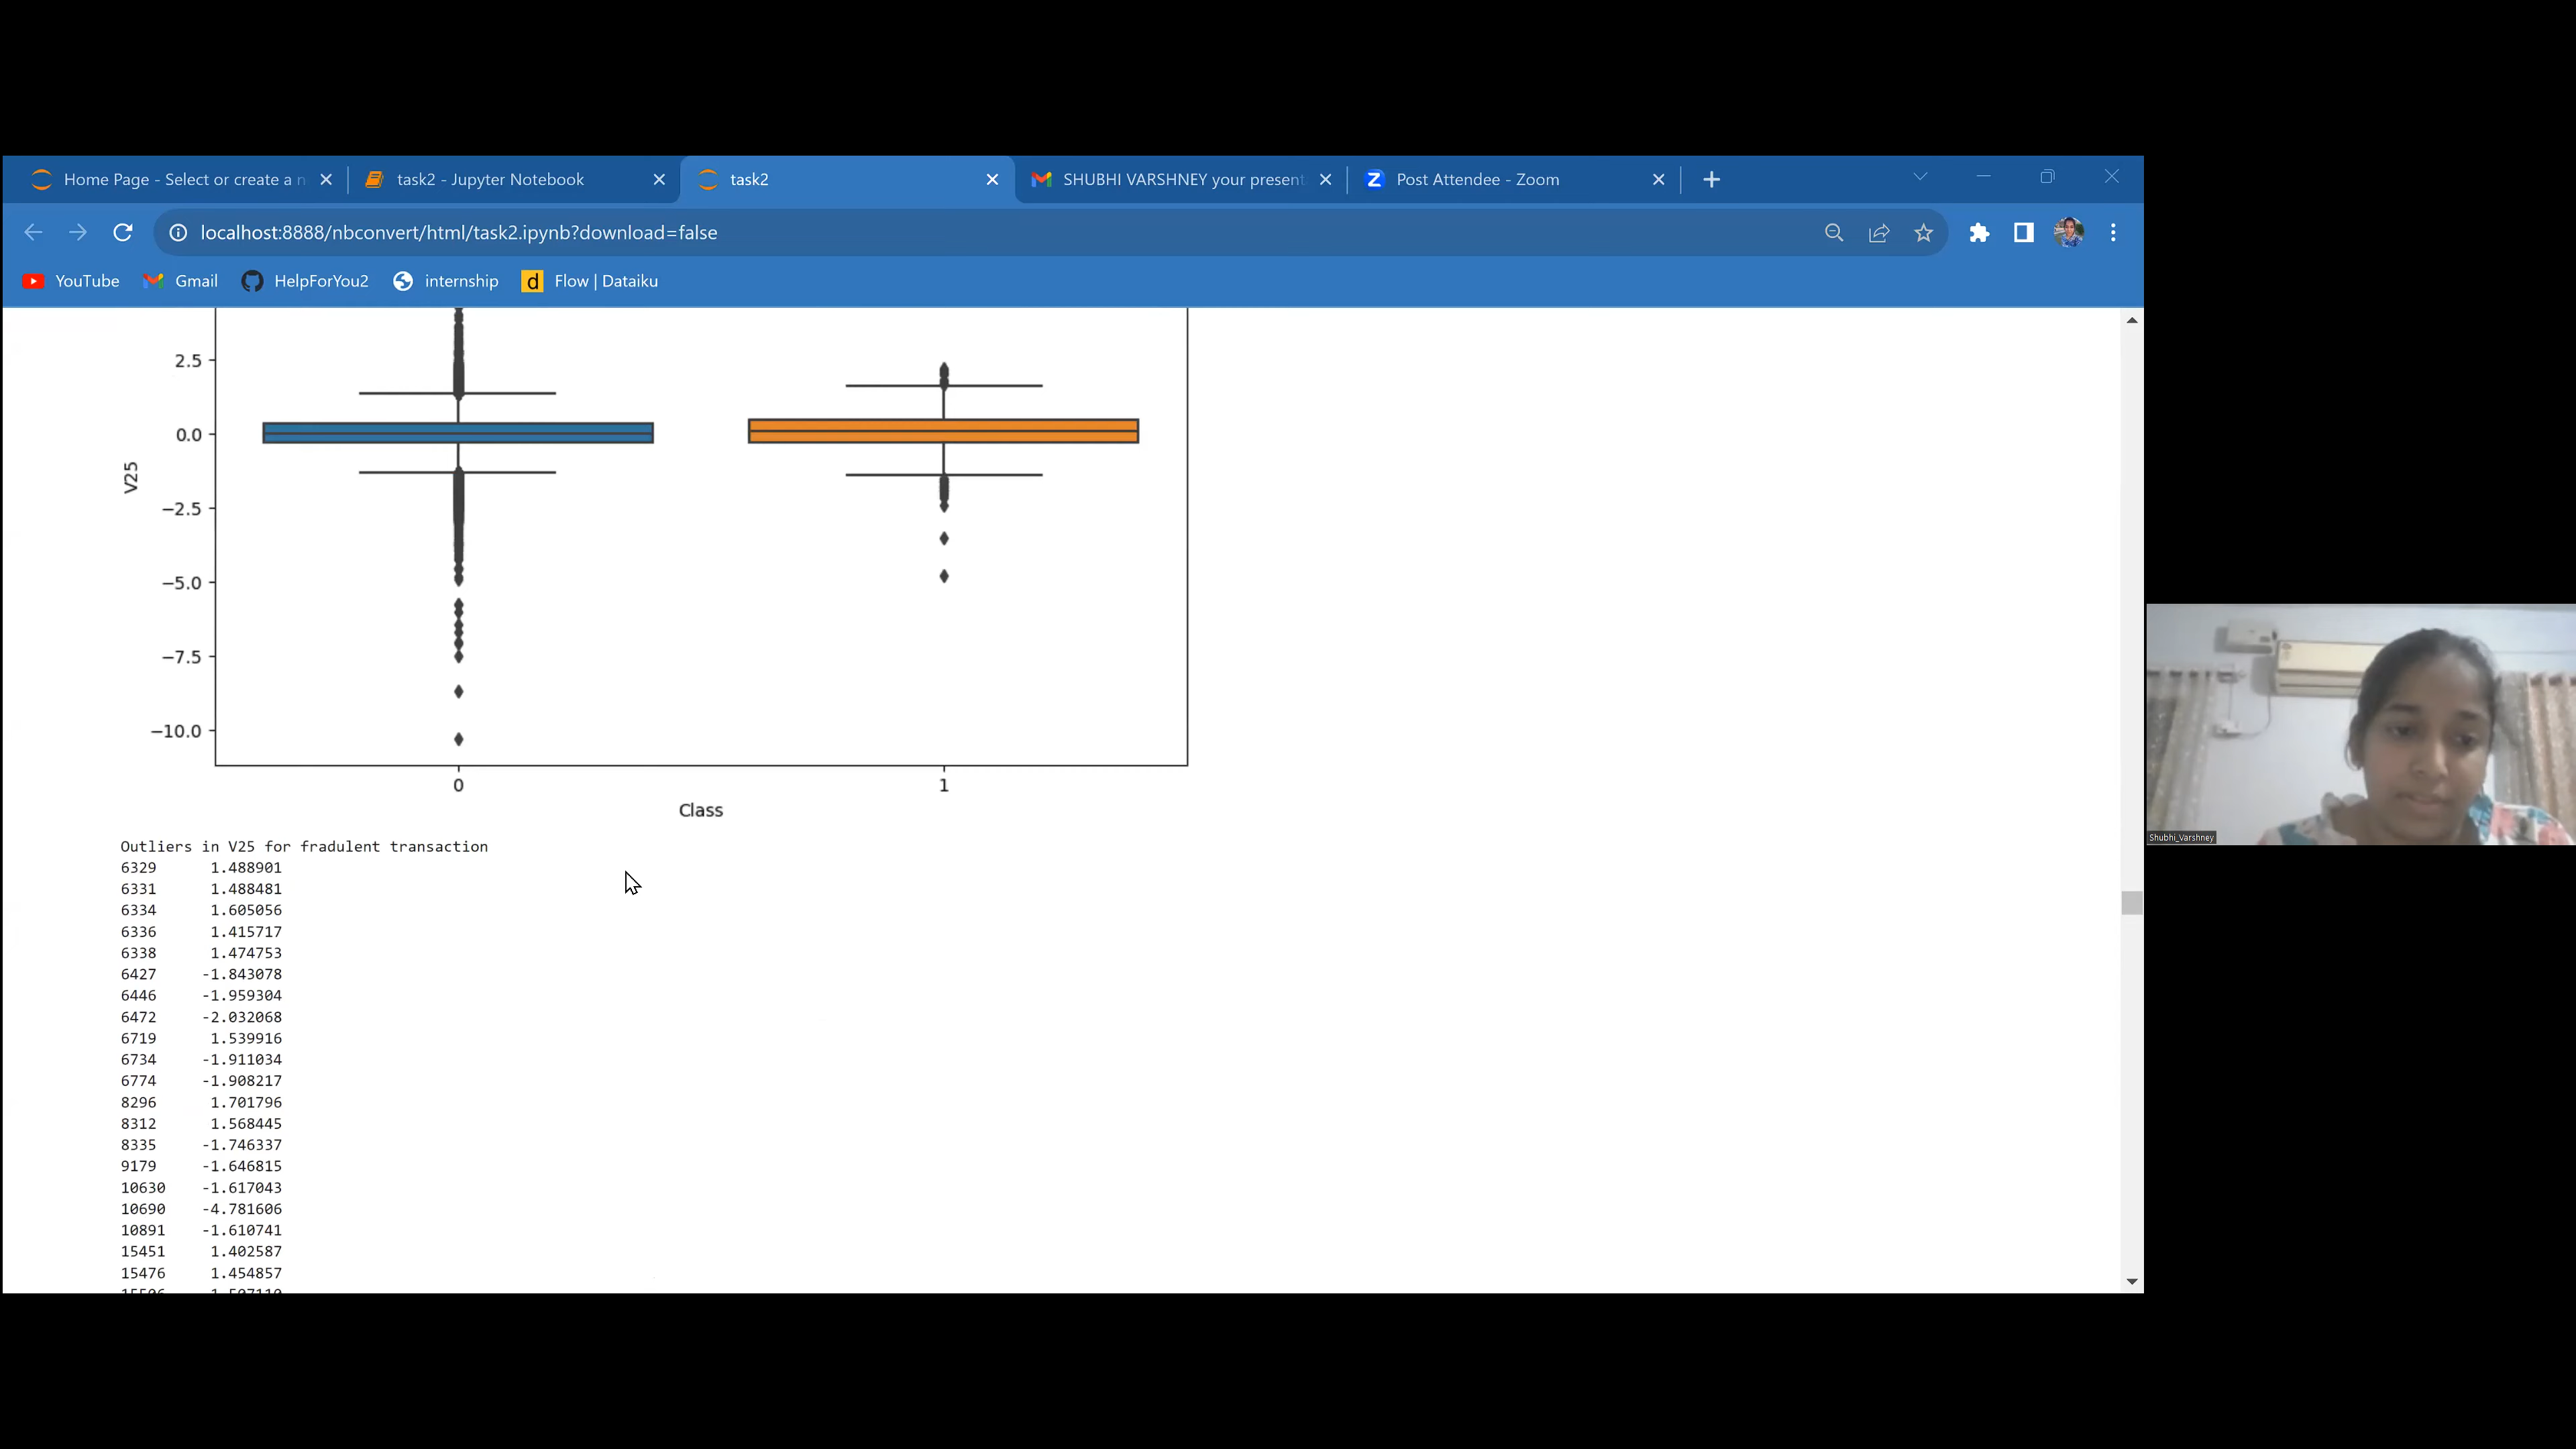 Home Page - Select or create a n
task2 - Jupyter Notebook
task2
SHUBHI VARSHNEY your present
Post Attendee - Zoom
localhost:8888/nbconvert/html/task2.ipynb?download=false
YouTube
Gmail
HelpForYou2
internship
Flow | Dataiku
2.5
0.0
−2.5
−5.0
−7.5
−10.0
V25
0
1
Class
Outliers in V25 for fradulent transaction
6329 1.488901
6331 1.488481
6334 1.605056
6336 1.415717
6338 1.474753
6427 -1.843078
6446 -1.959304
6472 -2.032068
6719 1.539916
6734 -1.911034
6774 -1.908217
8296 1.701796
8312 1.568445
8335 -1.746337
9179 -1.646815
10630 -1.617043
10690 -4.781606
10891 -1.610741
15451 1.402587
15476 1.454857
Shubhi_Varshney